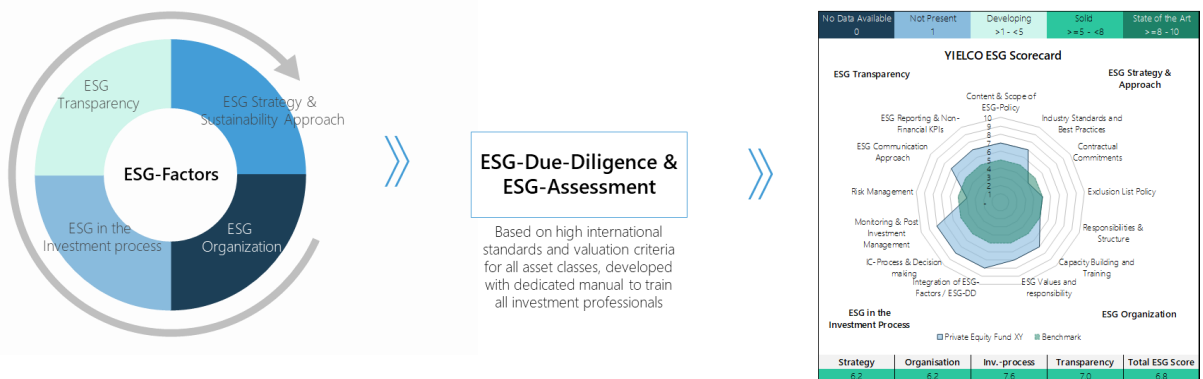 ESG
Transparency
ESG Strategy &
Sustainability Approach
ESG-Factors
ESG in the
Investment process
ESG
Organization
ESG-Due-Diligence &
ESG-Assessment
Based on high international
standards and valuation criteria
for all asset classes, developed
with dedicated manual to train
all investment professionals
No Data Available
0
Not Present
1
Developing
>1 - <5
Solid
>=5 - <8
State of the Art
>=8 - 10
YIELCO ESG Scorecard
ESG Transparency
ESG Strategy &
Approach
Content & Scope of
ESG-Policy
ESG Reporting & Non-
Financial KPIs
Industry Standards and
Best Practices
ESG Communication
Approach
Contractual
Commitments
Risk Management
Exclusion List Policy
Monitoring & Post
Investment
Management
Responsibilities &
Structure
IC-Process & Decision
making
Capacity Building and
Training
Integration of ESG-
Factors / ESG-DD
ESG Values and
responsibility
10
9
8
7
6
5
4
3
2
1
-
ESG in the
Investment Process
ESG Organization
Private Equity Fund XY
Benchmark
Strategy Organisation Inv.-process Transparency Total ESG Score
6.2 6.2 7.6 7.0 6.8